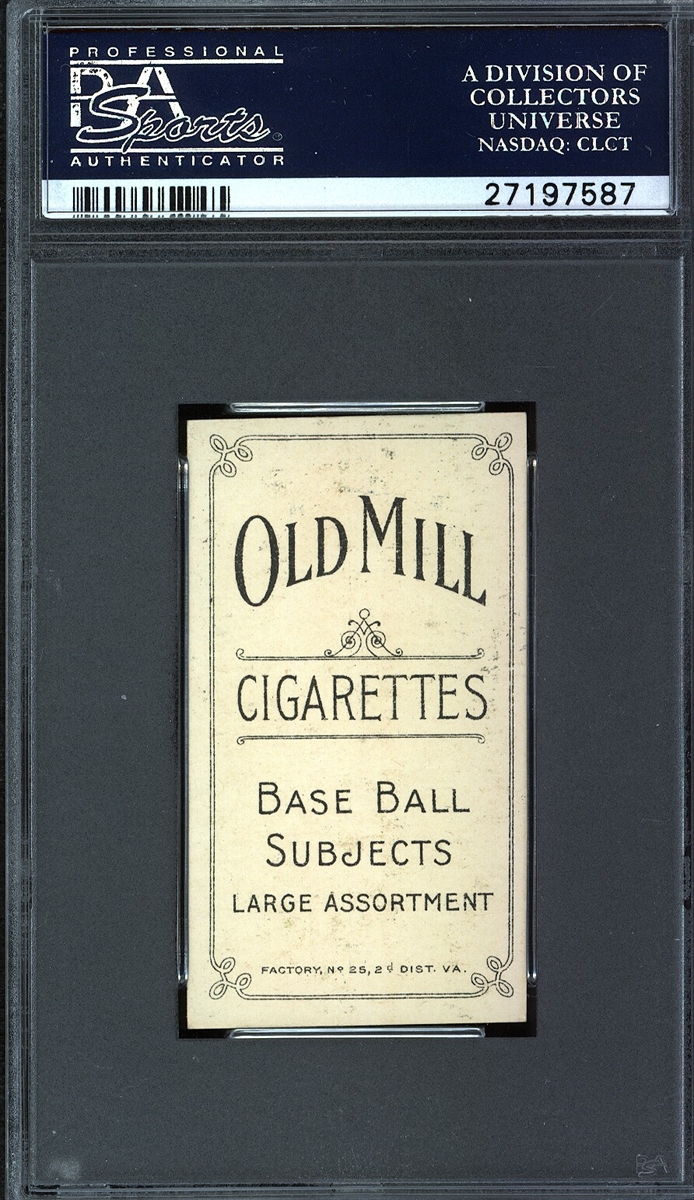 PROFESSIONAL
PSA
Sports
AUTHENTICATOR
A DIVISION OF
COLLECTORS
UNIVERSE
NASDAQ: CLCT
27197587
OLD MILL
CIGARETTES
BASE BALL
SUBJECTS
LARGE ASSORTMENT
FACTORY, Nº 25, 2d DIST. VA.
PSA